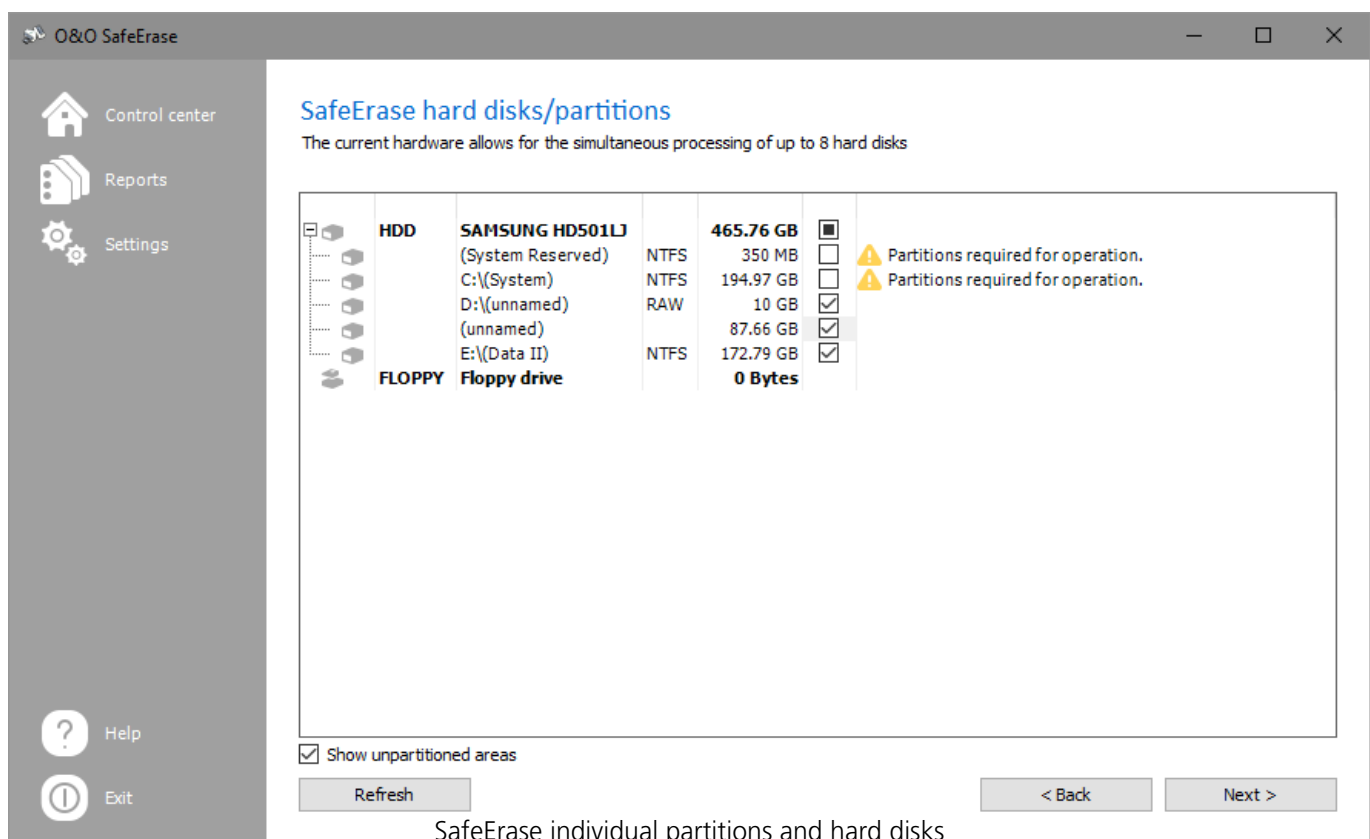 O&O SafeErase
Control center
Reports
Settings
Help
Exit
SafeErase hard disks/partitions
The current hardware allows for the simultaneous processing of up to 8 hard disks
HDD SAMSUNG HD501LJ 465.76 GB
(System Reserved) NTFS 350 MB Partitions required for operation.
C:\(System) NTFS 194.97 GB Partitions required for operation.
D:\(unnamed) RAW 10 GB
(unnamed) 87.66 GB
E:\(Data II) NTFS 172.79 GB
FLOPPY Floppy drive 0 Bytes
Show unpartitioned areas
Refresh < Back Next >
SafeErase individual partitions and hard disks